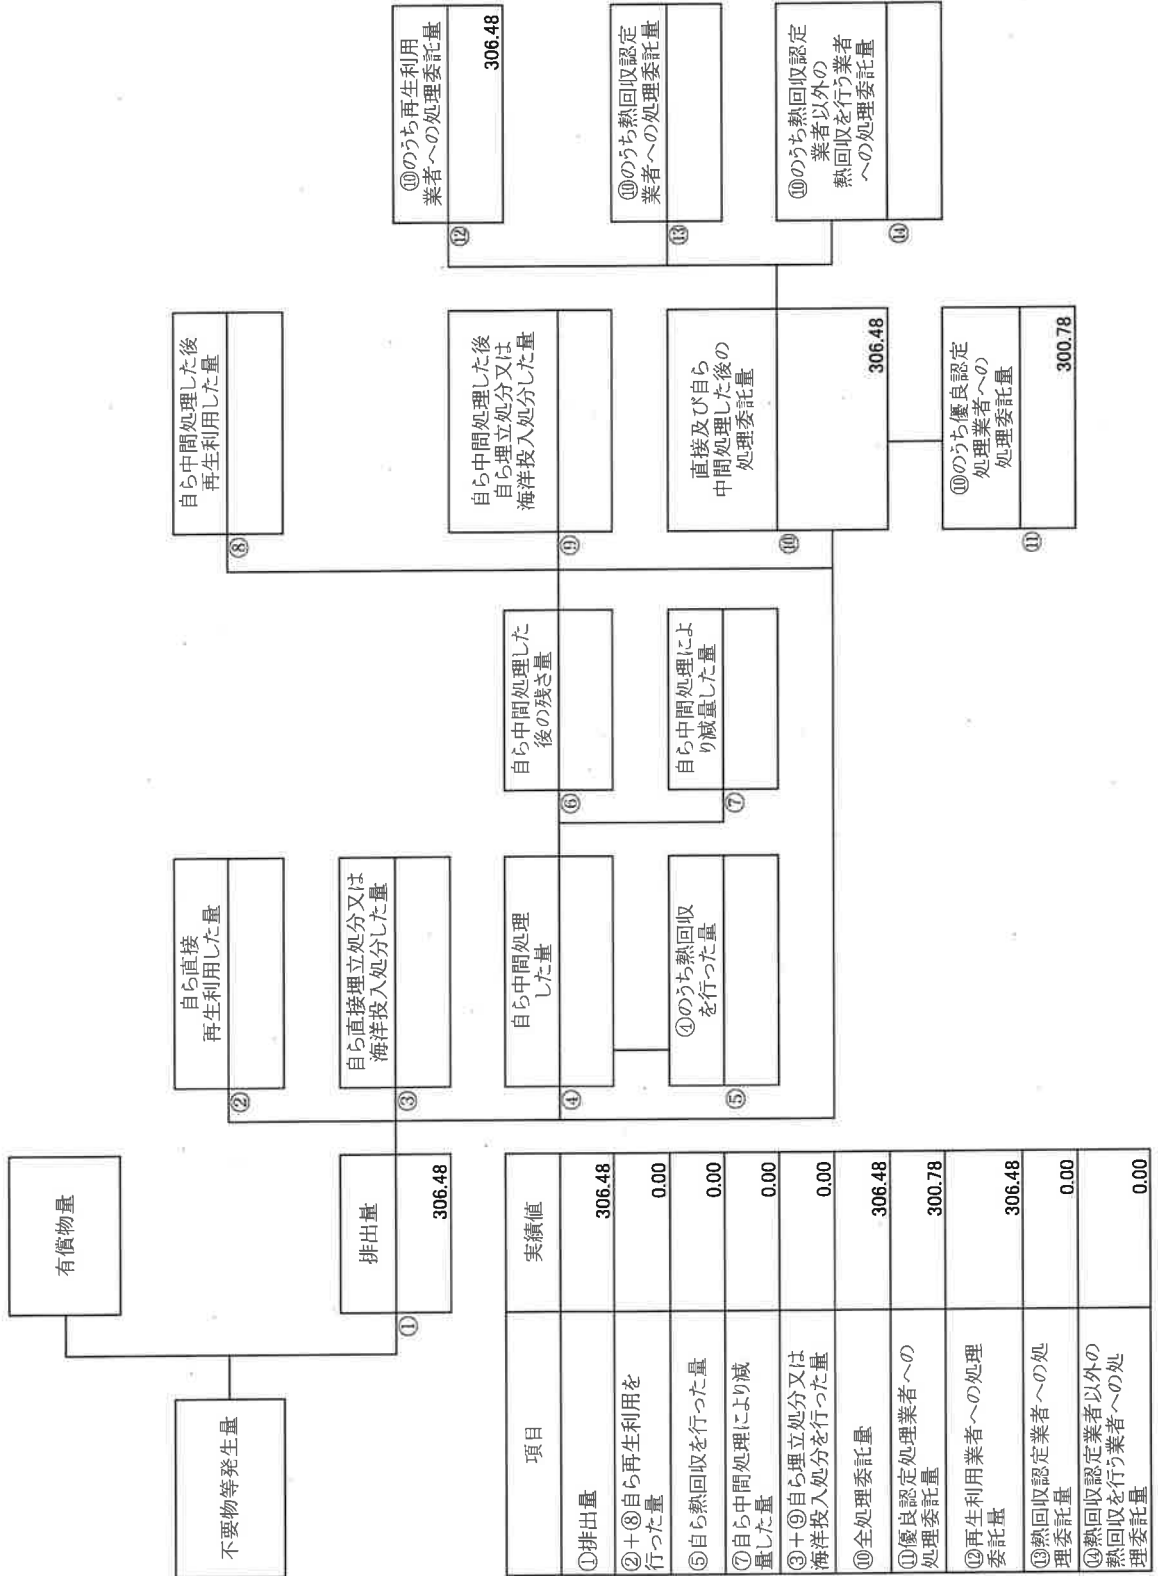 不要物等発生量
有償物量
排出量
①
306.48
自ら直接
再生利用した量
②
自ら直接埋立処分又は
海洋投入処分した量
③
自ら中間処理
した量
④
④のうち熱回収
を行った量
⑤
自ら中間処理した
後の残さ量
⑥
自ら中間処理によ
り減量した量
⑦
自ら中間処理した後
再生利用した量
⑧
自ら中間処理した後
自ら埋立処分又は
海洋投入処分した量
⑨
直接及び自ら
中間処理した後の
処理委託量
⑩
306.48
⑩のうち優良認定
処理業者への
処理委託量
⑪
300.78
⑩のうち再生利用
業者への処理委託量
⑫
306.48
⑩のうち熱回収認定
業者への処理委託量
⑬
⑩のうち熱回収認定
業者以外の
熱回収を行う業者
への処理委託量
⑭
項目 実績値
①排出量 306.48
②＋⑧自ら再生利用を
行った量 0.00
⑤自ら熱回収を行った量 0.00
⑦自ら中間処理により減
量した量 0.00
③＋⑨自ら埋立処分又は
海洋投入処分を行った量 0.00
⑩全処理委託量 306.48
⑪優良認定処理業者への
処理委託量 300.78
⑫再生利用業者への処理
委託量 306.48
⑬熱回収認定業者への処
理委託量 0.00
⑭熱回収認定業者以外の
熱回収を行う業者への処
理委託量 0.00